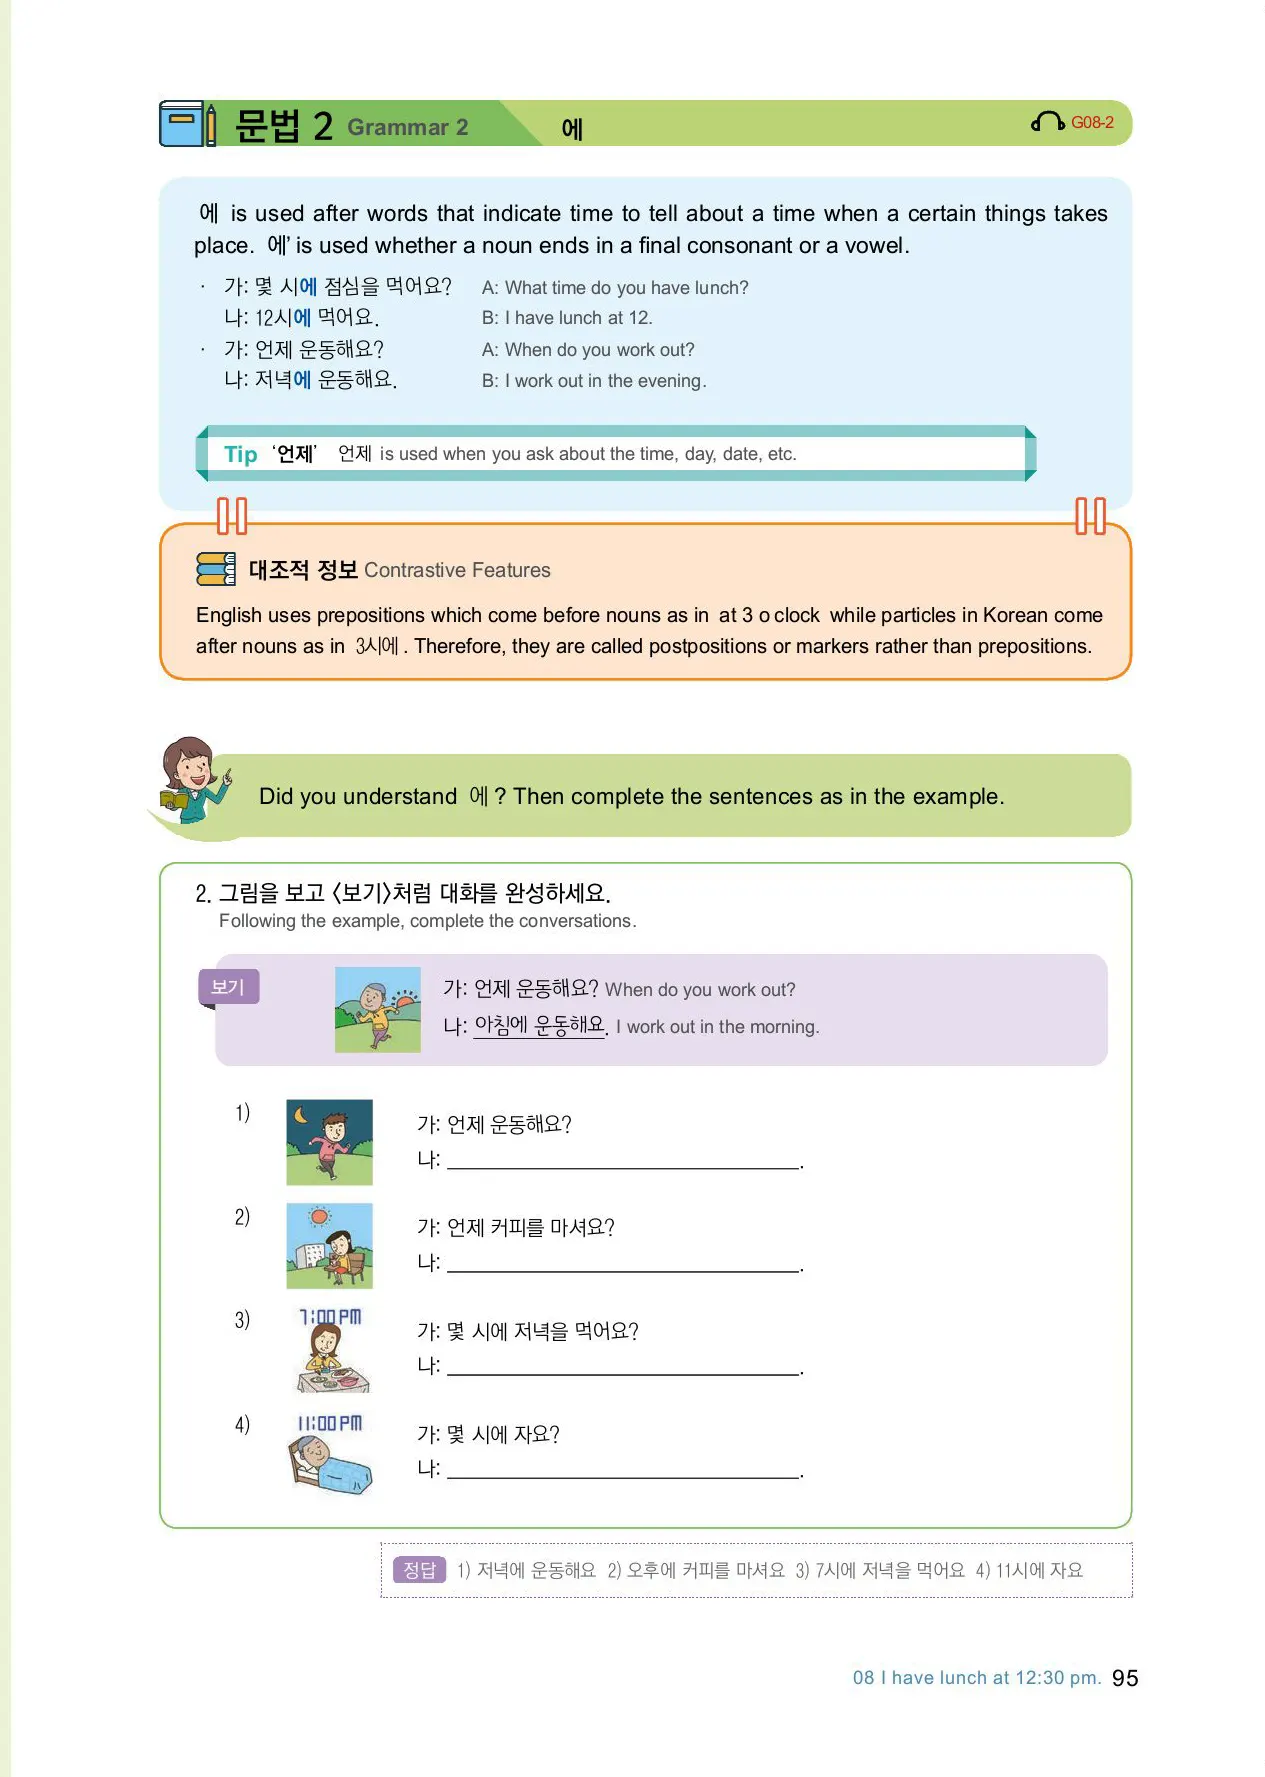 문법 2 Grammar 2 에 G08-2
에 is used after words that indicate time to tell about a time when a certain things takes
place. 에’ is used whether a noun ends in a final consonant or a vowel.
· 가: 몇 시에 점심을 먹어요? A: What time do you have lunch?
나: 12시에 먹어요. B: I have lunch at 12.
· 가: 언제 운동해요? A: When do you work out?
나: 저녁에 운동해요. B: I work out in the evening.
Tip ‘언제’ 언제 is used when you ask about the time, day, date, etc.
대조적 정보 Contrastive Features
English uses prepositions which come before nouns as in at 3 o clock while particles in Korean come
after nouns as in 3시에 . Therefore, they are called postpositions or markers rather than prepositions.
Did you understand 에 ? Then complete the sentences as in the example.
2. 그림을 보고 〈보기〉처럼 대화를 완성하세요.
Following the example, complete the conversations.
보기
가: 언제 운동해요? When do you work out?
나: 아침에 운동해요. I work out in the morning.
1)
가: 언제 운동해요?
나: .
2)
가: 언제 커피를 마셔요?
나: .
3) 7:00 PM
가: 몇 시에 저녁을 먹어요?
나: .
4) 11:00 PM
가: 몇 시에 자요?
나: .
정답 1) 저녁에 운동해요 2) 오후에 커피를 마셔요 3) 7시에 저녁을 먹어요 4) 11시에 자요
08 I have lunch at 12:30 pm. 95